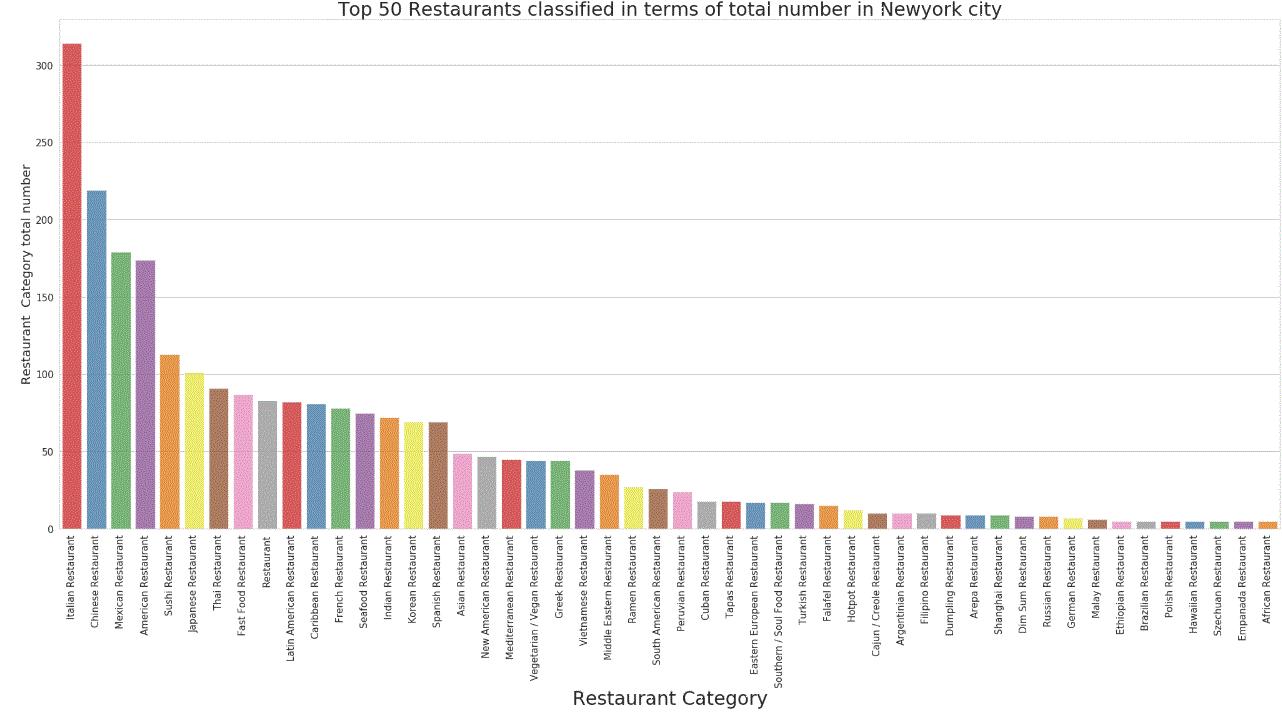 Top 50 Restaurants classified in terms of total number in Newyork city
Restaurant  Category total number
300
250
200
150
100
50
0
Italian Restaurant
Chinese Restaurant
Mexican Restaurant
American Restaurant
Sushi Restaurant
Japanese Restaurant
Thai Restaurant
Fast Food Restaurant
Restaurant
Latin American Restaurant
Caribbean Restaurant
French Restaurant
Seafood Restaurant
Indian Restaurant
Korean Restaurant
Spanish Restaurant
Asian Restaurant
New American Restaurant
Mediterranean Restaurant
Vegetarian / Vegan Restaurant
Greek Restaurant
Vietnamese Restaurant
Middle Eastern Restaurant
Ramen Restaurant
South American Restaurant
Peruvian Restaurant
Cuban Restaurant
Tapas Restaurant
Eastern European Restaurant
Southern / Soul Food Restaurant
Turkish Restaurant
Falafel Restaurant
Hotpot Restaurant
Cajun / Creole Restaurant
Argentinian Restaurant
Filipino Restaurant
Dumpling Restaurant
Arepa Restaurant
Shanghai Restaurant
Dim Sum Restaurant
Russian Restaurant
German Restaurant
Malay Restaurant
Ethiopian Restaurant
Brazilian Restaurant
Polish Restaurant
Hawaiian Restaurant
Szechuan Restaurant
Empanada Restaurant
African Restaurant
Restaurant Category